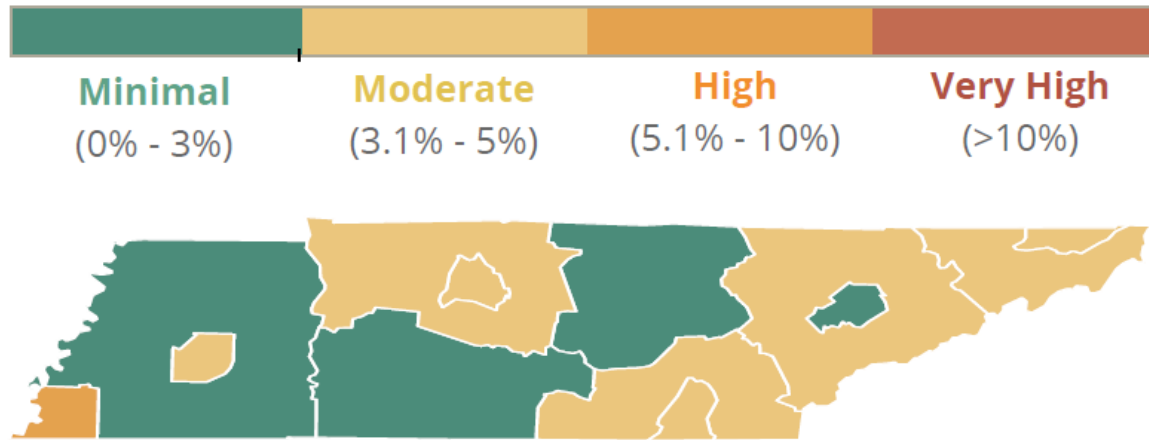 Minimal Moderate High Very High
(0% - 3%) (3.1% - 5%) (5.1% - 10%) (>10%)